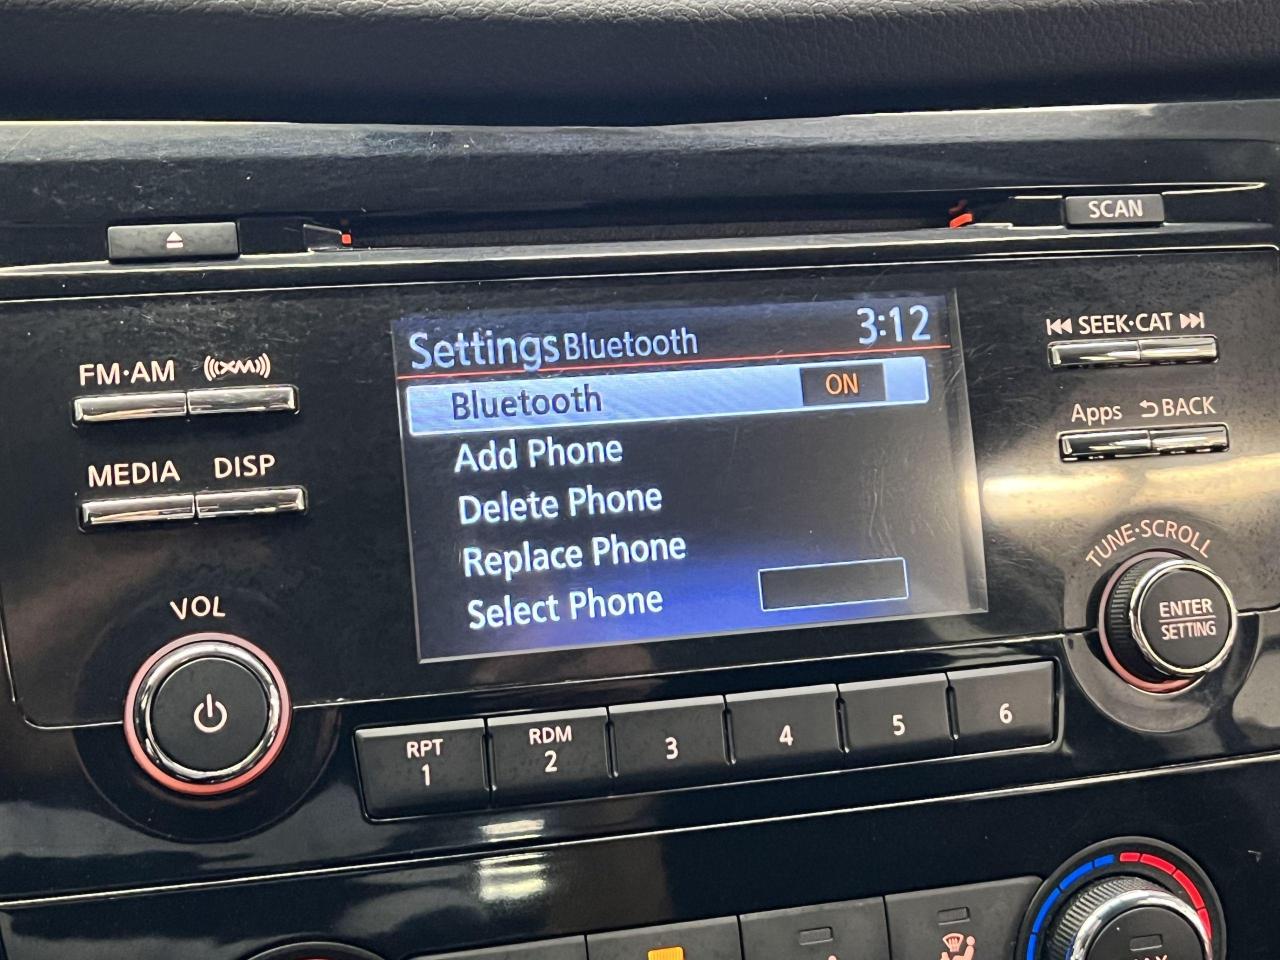 SCAN
FM·AM
((XM))
SEEK·CAT
Settings Bluetooth 3:12
Bluetooth ON
Add Phone
Delete Phone
Replace Phone
Select Phone
MEDIA DISP
Apps BACK
TUNE·SCROLL
ENTER
SETTING
VOL
RPT
1
RDM
2
3
4
5
6